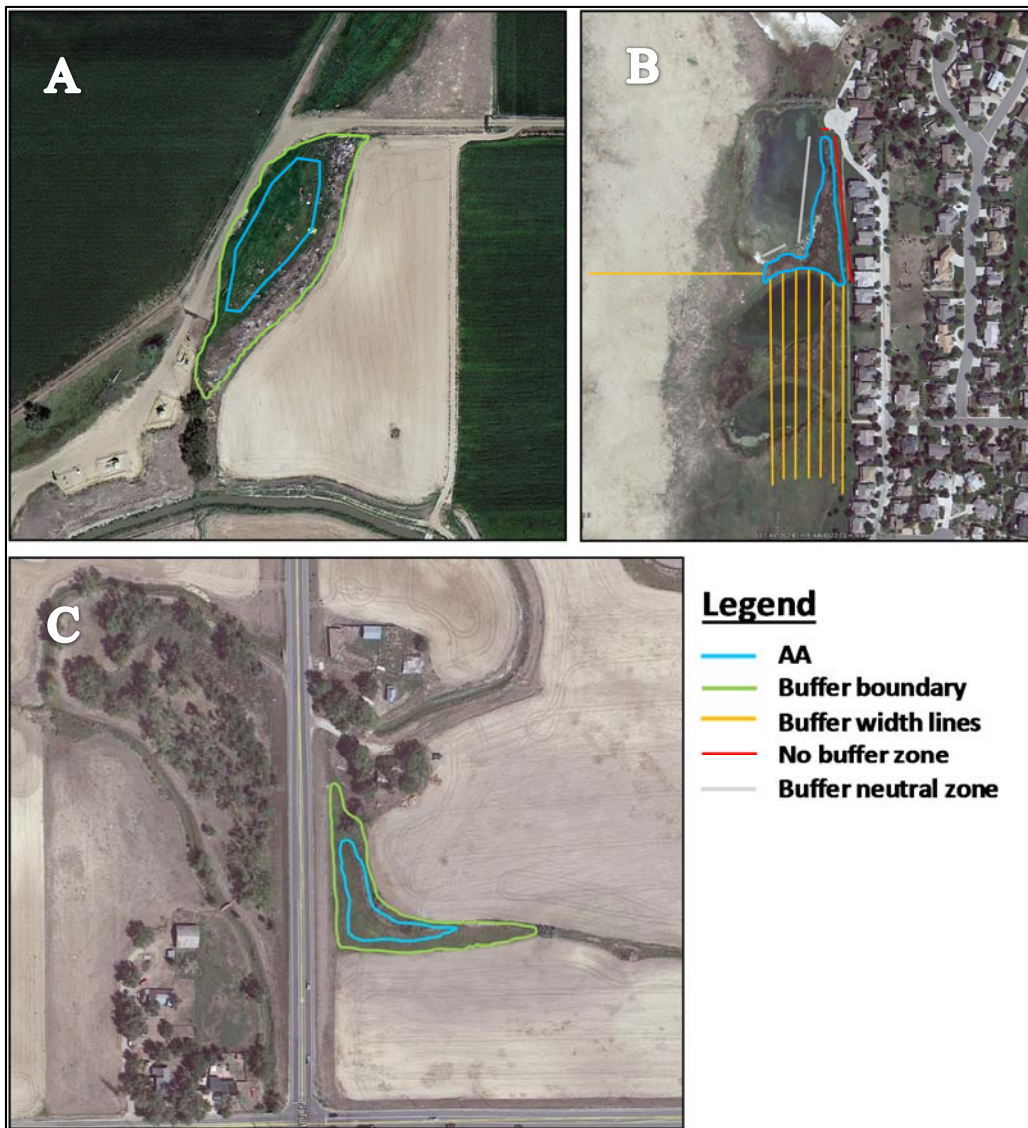 A
B
C
Legend
AA
Buffer boundary
Buffer width lines
No buffer zone
Buffer neutral zone